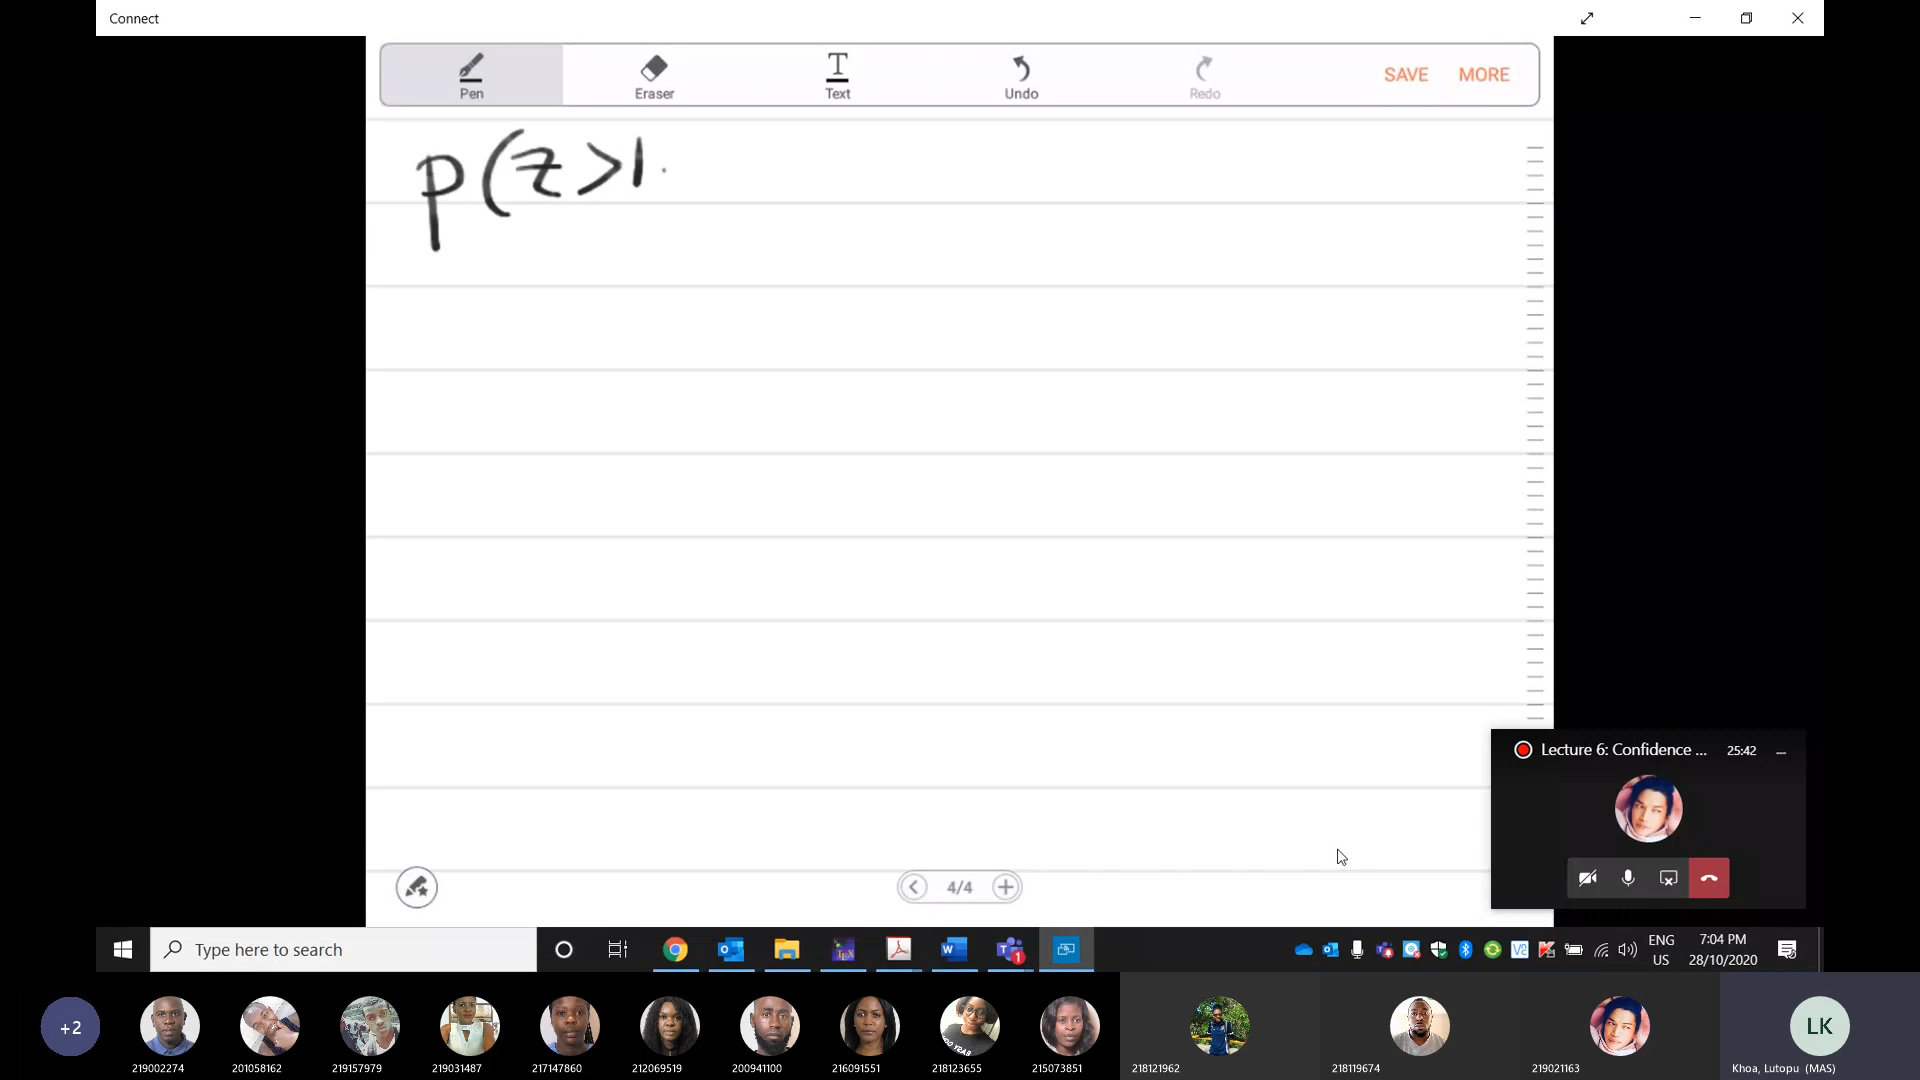 Connect
Pen Eraser Text Undo Redo SAVE MORE
p(z>1.
Lecture 6: Confidence ... 25:42
4/4
Type here to search
ENG 7:04 PM
US 28/10/2020
+2 LK
219002274 201058162 219157979 219031487 217147860 212069519 200941100 216091551 218123655 215073851 218121962 218119674 219021163 Khoa, Lutopu (MAS)